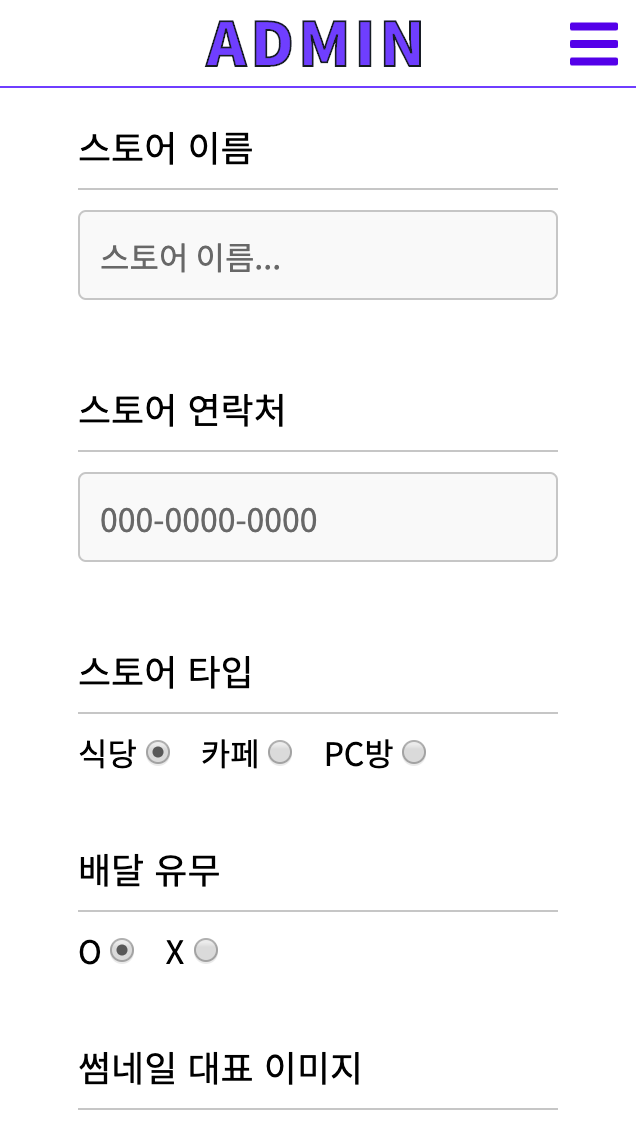 ADMIN
스토어 이름
스토어 이름...
스토어 연락처
000-0000-0000
스토어 타입
식당 카페 PC방
배달 유무
O X
썸네일 대표 이미지